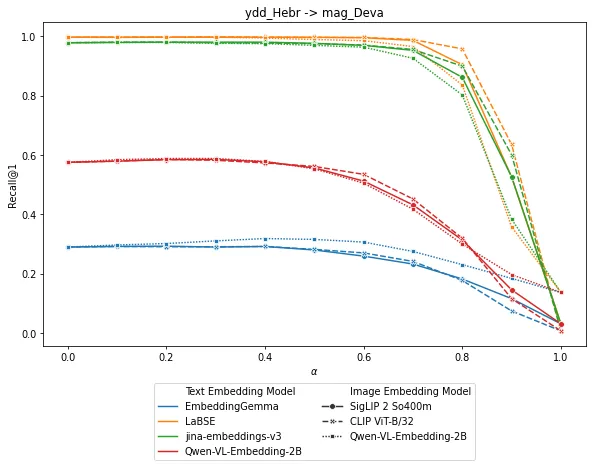 ydd_Hebr -> mag_Deva
Recall@1
1.0
0.8
0.6
0.4
0.2
0.0
0.0 0.2 0.4 0.6 0.8 1.0
α
Text Embedding Model Image Embedding Model
EmbeddingGemma SigLIP 2 So400m
LaBSE CLIP ViT-B/32
jina-embeddings-v3 Qwen-VL-Embedding-2B
Qwen-VL-Embedding-2B